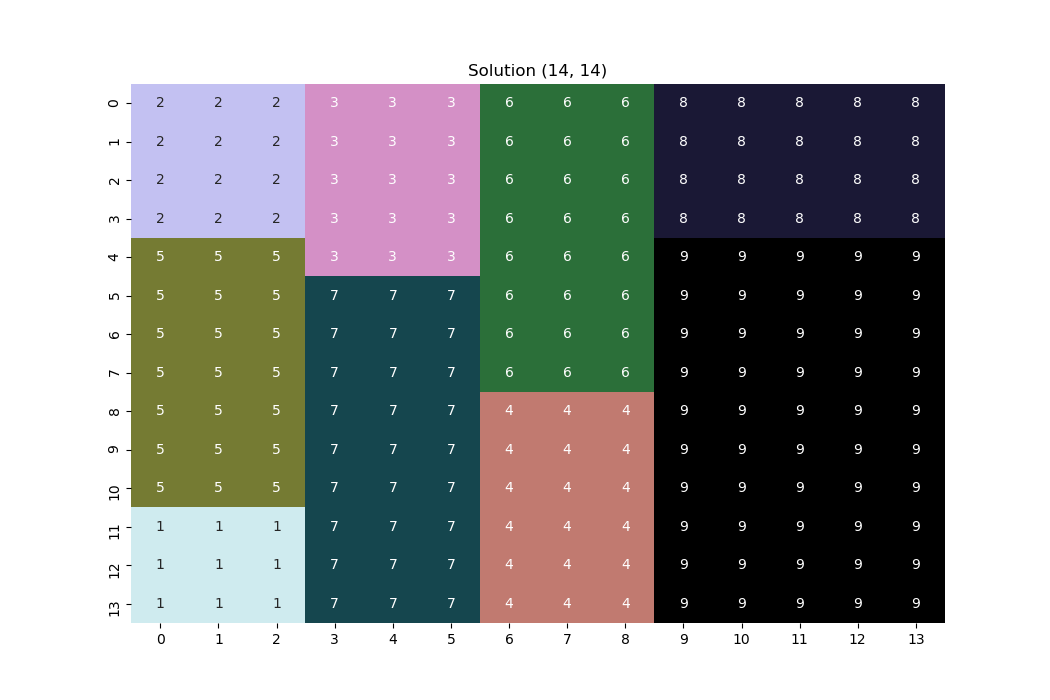 Solution (14, 14)
0 2 2 2 3 3 3 6 6 6 8 8 8 8 8
1 2 2 2 3 3 3 6 6 6 8 8 8 8 8
2 2 2 2 3 3 3 6 6 6 8 8 8 8 8
3 2 2 2 3 3 3 6 6 6 8 8 8 8 8
4 5 5 5 3 3 3 6 6 6 9 9 9 9 9
5 5 5 5 7 7 7 6 6 6 9 9 9 9 9
6 5 5 5 7 7 7 6 6 6 9 9 9 9 9
7 5 5 5 7 7 7 6 6 6 9 9 9 9 9
8 5 5 5 7 7 7 4 4 4 9 9 9 9 9
9 5 5 5 7 7 7 4 4 4 9 9 9 9 9
10 5 5 5 7 7 7 4 4 4 9 9 9 9 9
11 1 1 1 7 7 7 4 4 4 9 9 9 9 9
12 1 1 1 7 7 7 4 4 4 9 9 9 9 9
13 1 1 1 7 7 7 4 4 4 9 9 9 9 9
0 1 2 3 4 5 6 7 8 9 10 11 12 13